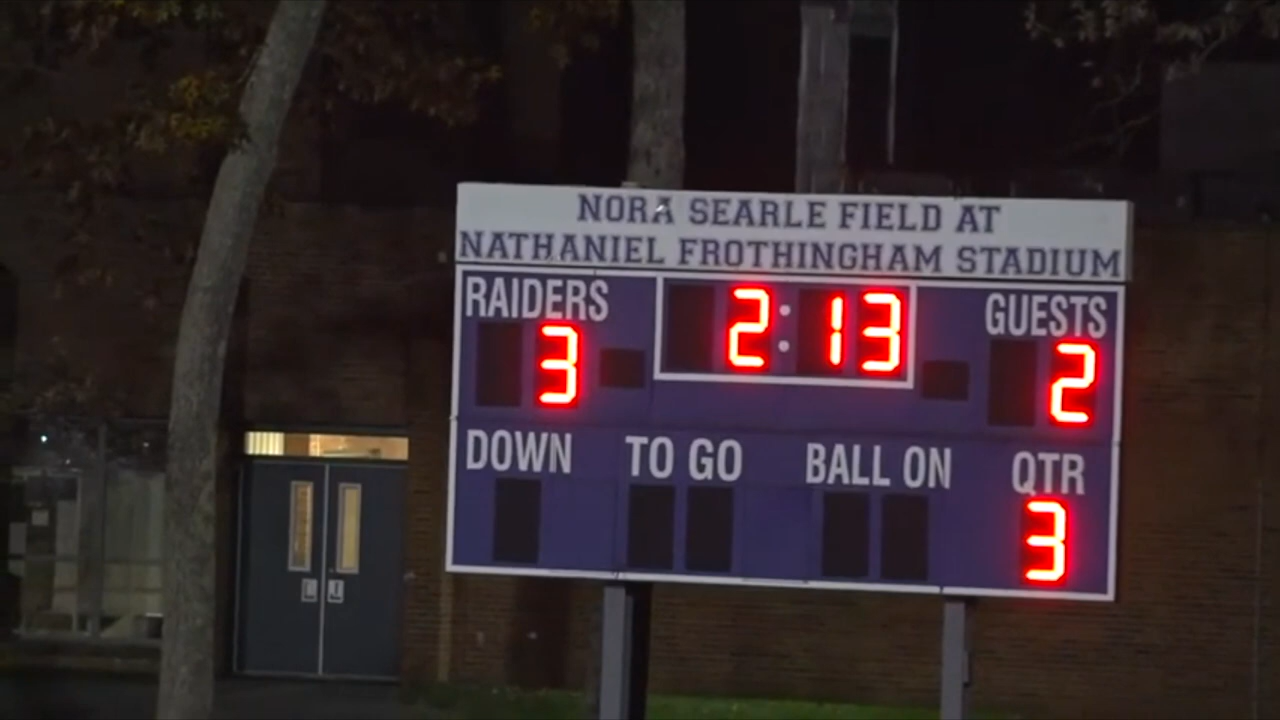 NORA SEARLE FIELD AT
NATHANIEL FROTHINGHAM STADIUM
RAIDERS 2:13 GUESTS
3 2
DOWN TO GO BALL ON QTR
3